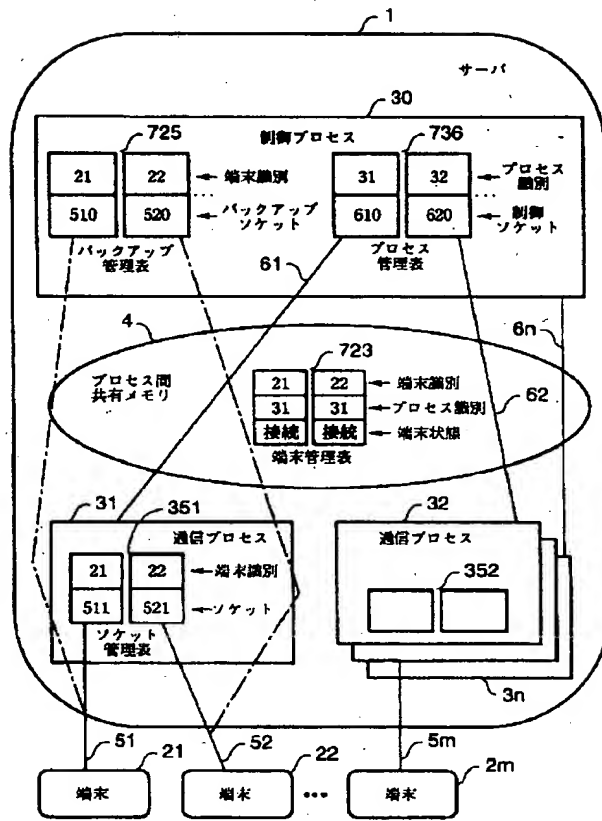 1
サーバ
30
725
制御プロセス
736
21 22 端末識別
31 32 プロセス識別
510 520 バックアップソケット
610 620 制御ソケット
バックアップ管理表
プロセス管理表
61
6n
4
723
プロセス間共有メモリ
21 22 端末識別
31 31 プロセス識別
接続 接続 端末状態
端末管理表
62
31
351
通信プロセス
21 22 端末識別
511 521 ソケット
ソケット管理表
32
通信プロセス
352
3n
51
21
52
22
5m
2m
端末
端末
・・・
端末